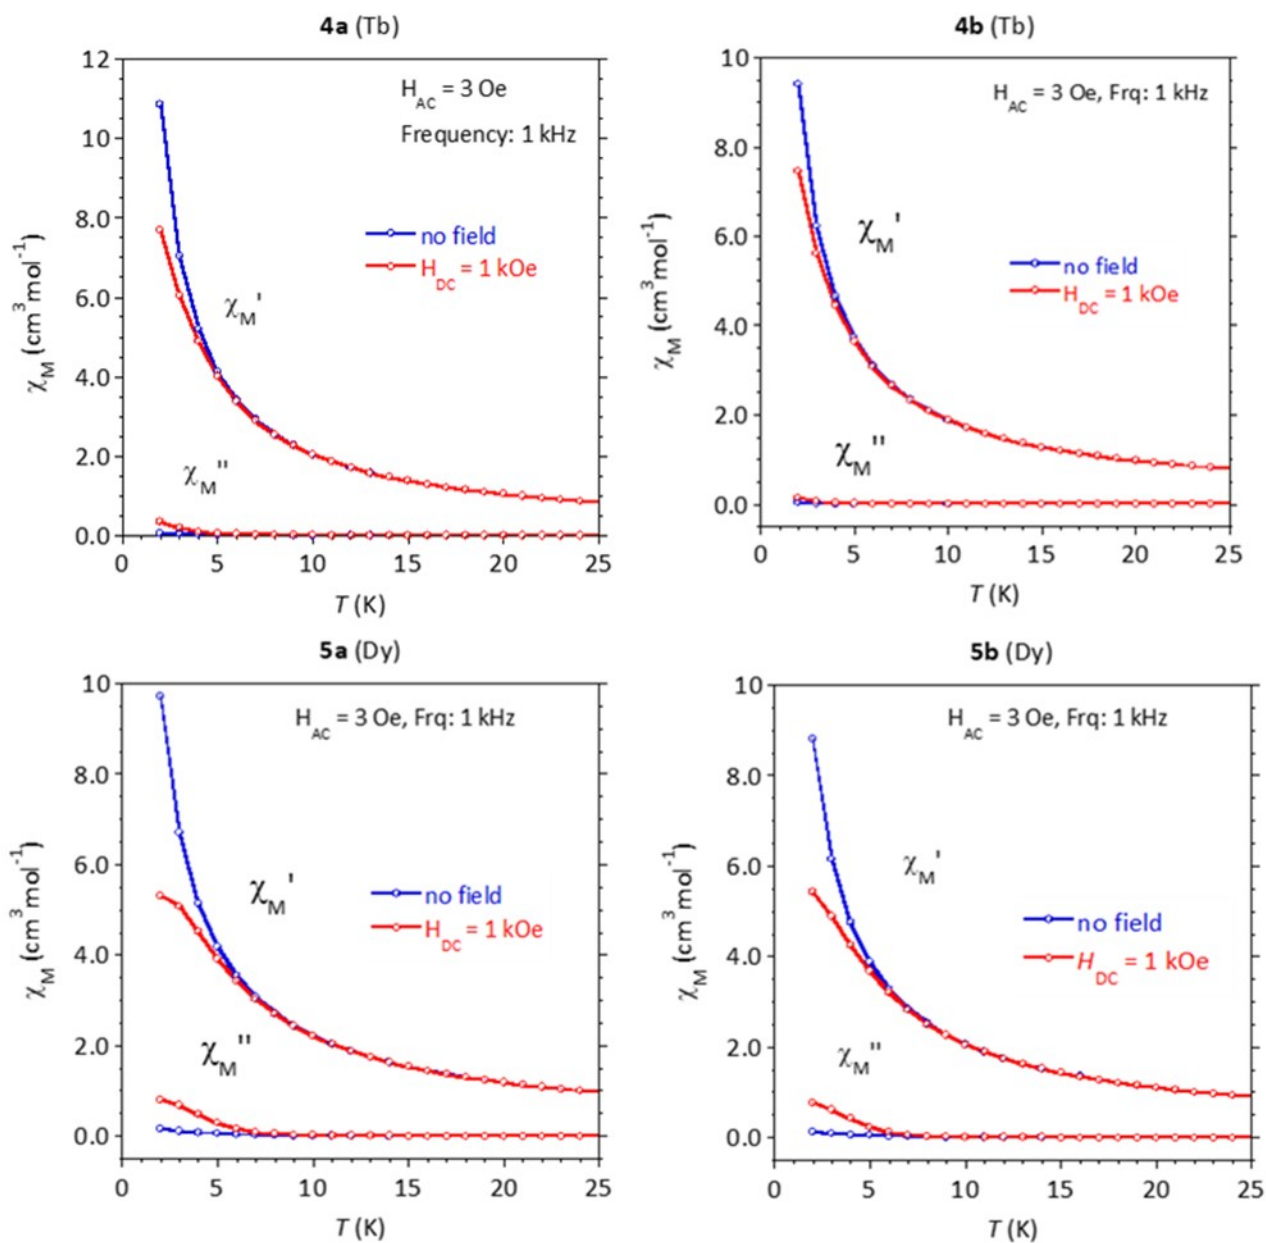 4a (Tb)
12
10
8.0
6.0
4.0
2.0
0.0
χM (cm³ mol⁻¹)
HAC = 3 Oe
Frequency: 1 kHz
no field
HDC = 1 kOe
χM'
χM"
0 5 10 15 20 25
T (K)
4b (Tb)
10
8.0
6.0
4.0
2.0
0.0
χM (cm³ mol⁻¹)
HAC = 3 Oe, Frq: 1 kHz
χM'
no field
HDC = 1 kOe
χM"
0 5 10 15 20 25
T (K)
5a (Dy)
10
8.0
6.0
4.0
2.0
0.0
χM (cm³ mol⁻¹)
HAC = 3 Oe, Frq: 1 kHz
χM'
no field
HDC = 1 kOe
χM"
0 5 10 15 20 25
T (K)
5b (Dy)
10
8.0
6.0
4.0
2.0
0.0
χM (cm³ mol⁻¹)
HAC = 3 Oe, Frq: 1 kHz
χM'
no field
HDC = 1 kOe
χM"
0 5 10 15 20 25
T (K)